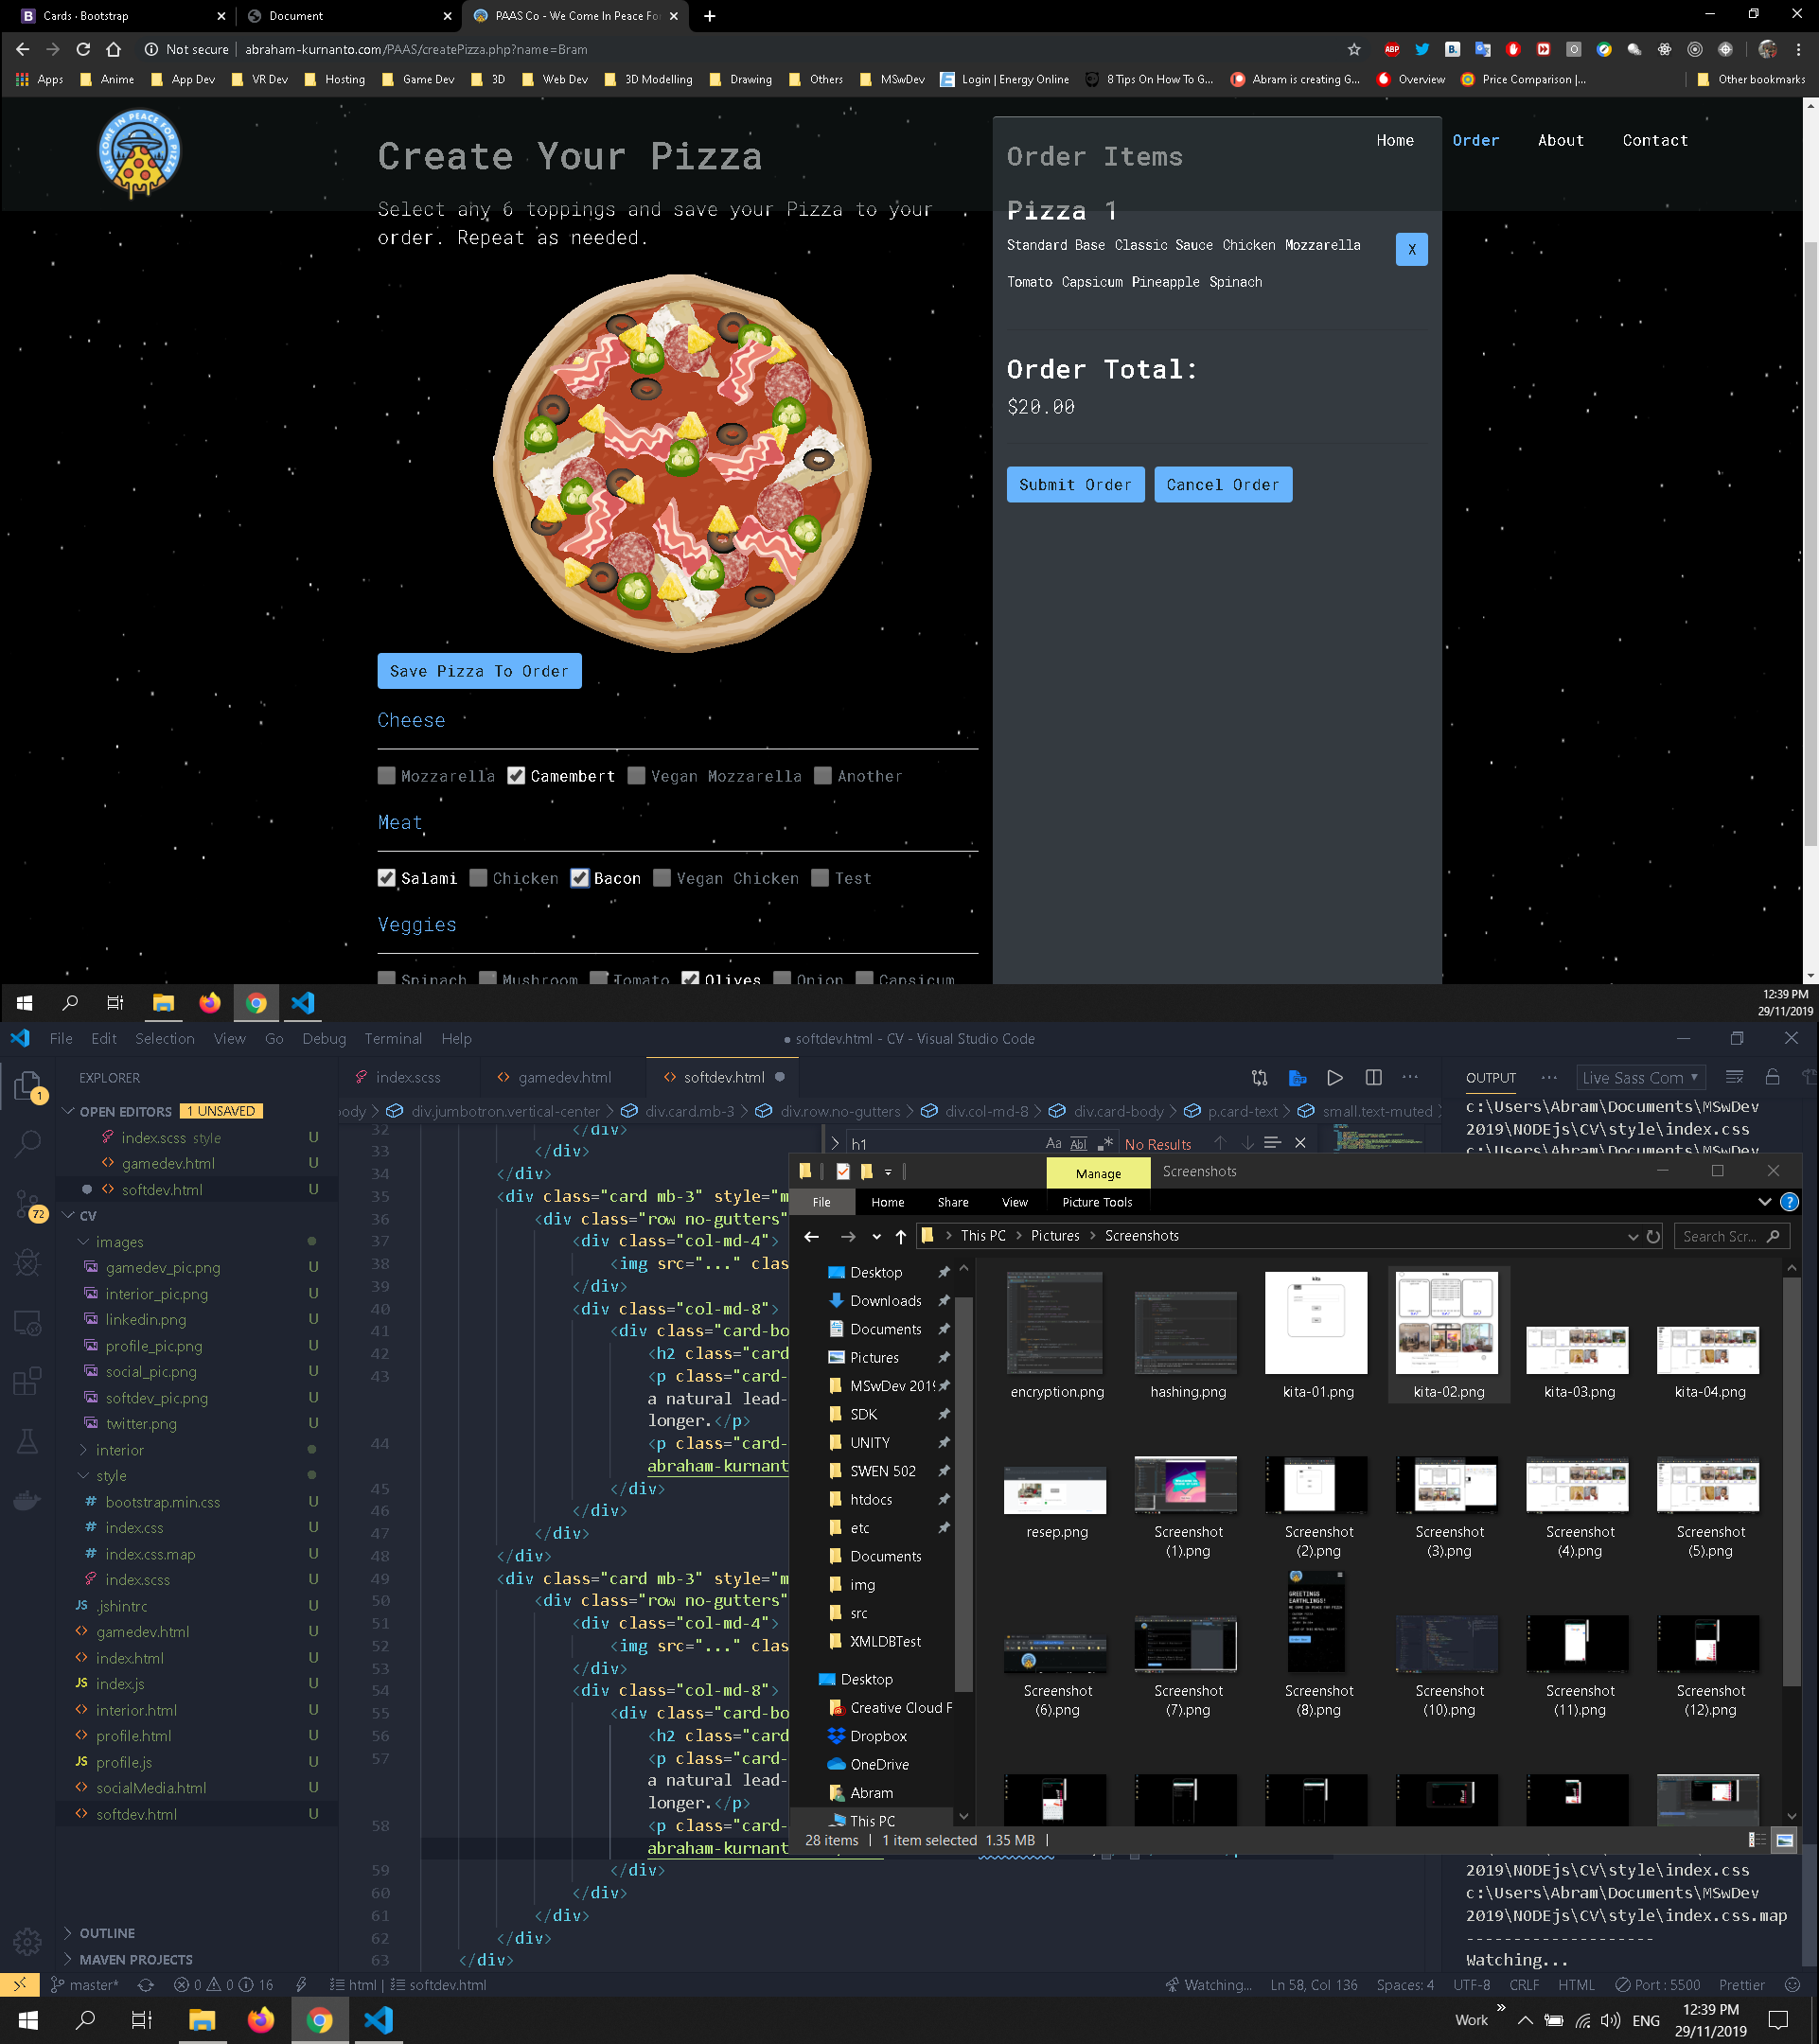 Cards · Bootstrap
Document
PAAS Co - We Come In Peace For
Not secure | abraham-kurnanto.com/PAAS/createPizza.php?name=Bram
Apps Anime App Dev VR Dev Hosting Game Dev 3D Web Dev 3D Modelling Drawing Others MSwDev Login | Energy Online 8 Tips On How To G... Abram is creating G... Overview Price Comparison |... Other bookmarks
WE COME IN PEACE FOR PIZZA
Home Order About Contact
Create Your Pizza
Select any 6 toppings and save your Pizza to your
order. Repeat as needed.
Save Pizza To Order
Cheese
Mozzarella Camembert Vegan Mozzarella Another
Meat
Salami Chicken Bacon Vegan Chicken Test
Veggies
Spinach Mushroom Tomato Olives Onion Capsicum
Order Items
Pizza 1
Standard Base Classic Sauce Chicken Mozzarella
X
Tomato Capsicum Pineapple Spinach
Order Total:
$20.00
Submit Order Cancel Order
12:39 PM
29/11/2019
File Edit Selection View Go Debug Terminal Help
● softdev.html - CV - Visual Studio Code
EXPLORER
1
72
OPEN EDITORS 1 UNSAVED
index.scss style U
gamedev.html U
softdev.html U
CV
images
gamedev_pic.png U
interior_pic.png U
linkedin.png U
profile_pic.png U
social_pic.png U
softdev_pic.png U
twitter.png U
interior
style
bootstrap.min.css U
index.css U
index.css.map U
index.scss U
JS .jshintrc U
gamedev.html U
index.html U
JS index.js U
interior.html U
profile.html U
JS profile.js U
socialMedia.html U
softdev.html U
OUTLINE
MAVEN PROJECTS
index.scss gamedev.html softdev.html
body > div.jumbotron.vertical-center > div.card.mb-3 > div.row.no-gutters > div.col-md-8 > div.card-body > p.card-text > small.text-muted
h1
Aa Abl .* No Results
32 </div>
33 </div>
34 </div>
35 <div class="card mb-3" style="m
36 <div class="row no-gutters"
37 <div class="col-md-4">
38 <img src="..." clas
39 </div>
40 <div class="col-md-8">
41 <div class="card-bo
42 <h2 class="card
43 <p class="card-
a natural lead-
longer.</p>
44 <p class="card-
abraham-kurnant
45 </div>
46 </div>
47 </div>
48 </div>
49 <div class="card mb-3" style="m
50 <div class="row no-gutters"
51 <div class="col-md-4">
52 <img src="..." clas
53 </div>
54 <div class="col-md-8">
55 <div class="card-bo
56 <h2 class="card
57 <p class="card-
a natural lead-
longer.</p>
58 <p class="card-
abraham-kurnant
59 </div>
60 </div>
61 </div>
62 </div>
63 </div>
OUTPUT ... Live Sass Com
c:\Users\Abram\Documents\MSwDev
2019\NODEjs\CV\style\index.css
c:\Users\Abram\Documents\MSwDev
Manage Screenshots
File Home Share View Picture Tools
This PC > Pictures > Screenshots
Search Scr...
Desktop
Downloads
Documents
Pictures
MSwDev 2019
SDK
UNITY
SWEN 502
htdocs
etc
Documents
img
src
XMLDBTest
Desktop
Creative Cloud F
Dropbox
OneDrive
Abram
This PC
encryption.png hashing.png kita-01.png kita-02.png kita-03.png kita-04.png
resep.png Screenshot (1).png Screenshot (2).png Screenshot (3).png Screenshot (4).png Screenshot (5).png
GREETINGS
EARTHLINGS!
Screenshot (6).png Screenshot (7).png Screenshot (8).png Screenshot (10).png Screenshot (11).png Screenshot (12).png
28 items | 1 item selected 1.35 MB |
2019\NODEjs\CV\style\index.css
c:\Users\Abram\Documents\MSwDev
2019\NODEjs\CV\style\index.css.map
--------------------
Watching...
master* 0 0 16 html | softdev.html
Watching... Ln 58, Col 136 Spaces: 4 UTF-8 CRLF HTML Port : 5500 Prettier
Work ENG
12:39 PM
29/11/2019